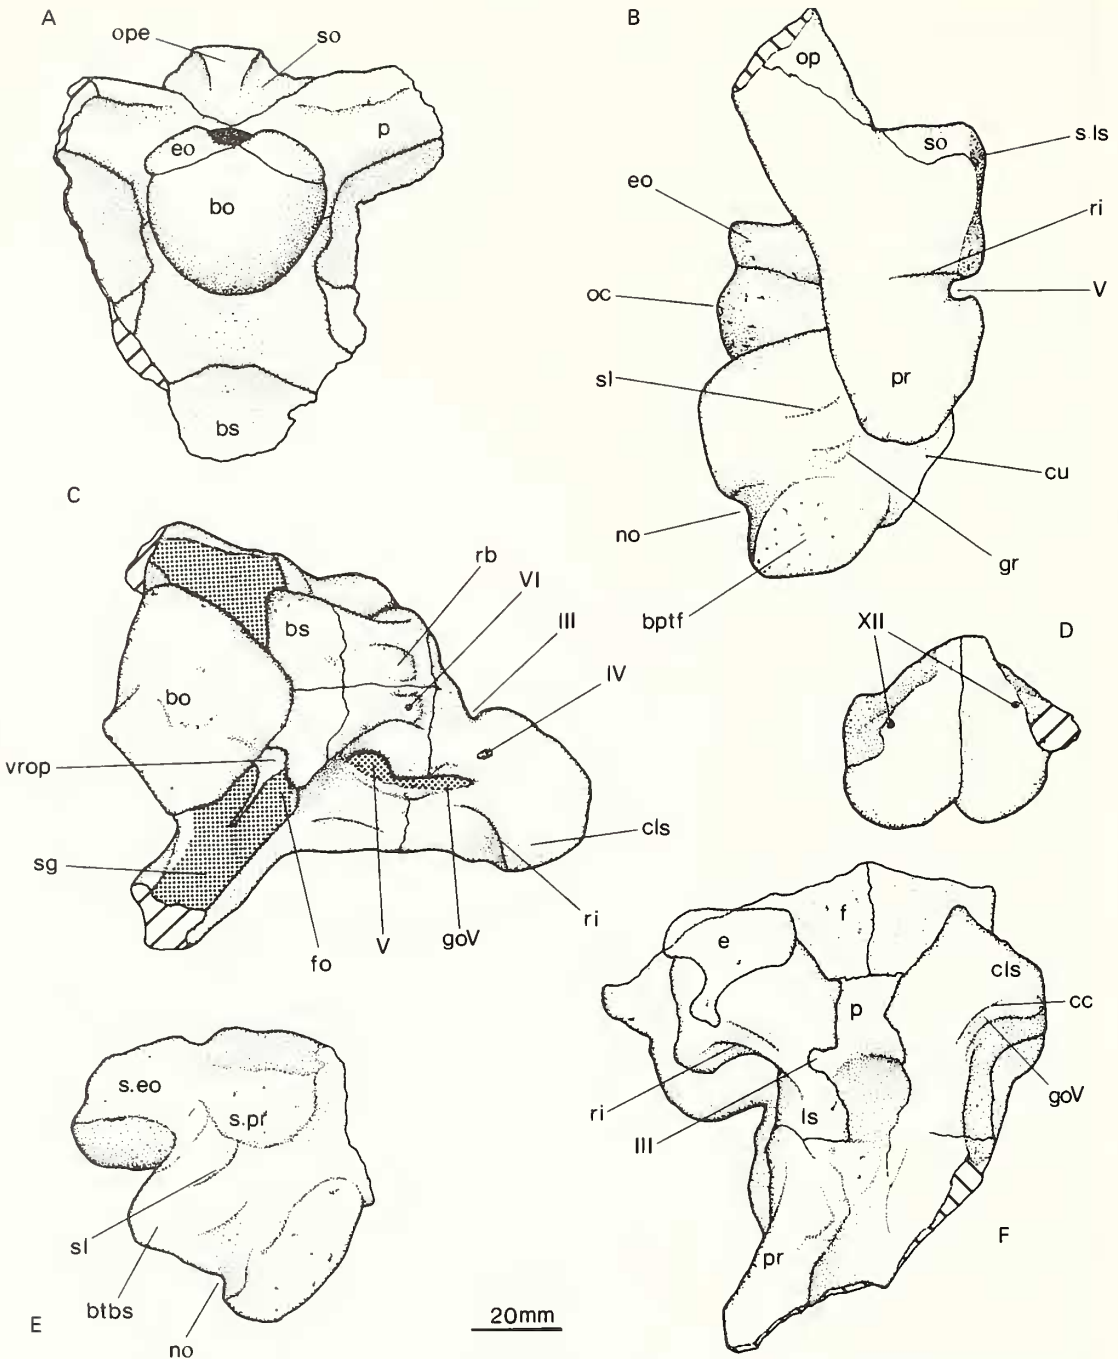 A
ope
so
p
eo
bo
bs
B
op
so
s.ls
eo
ri
oc
V
sl
pr
cu
no
gr
bptf
C
rb
VI
III
bs
IV
bo
vrop
cls
sg
ri
fo
V
goV
D
XII
E
s.eo
s.pr
sl
btbs
no
20mm
F
f
e
cls
p
cc
goV
ri
ls
III
pr